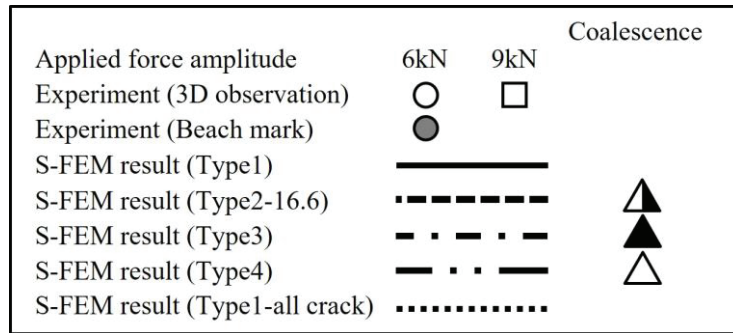 Coalescence
Applied force amplitude 6kN 9kN
Experiment (3D observation)
Experiment (Beach mark)
S-FEM result (Type1)
S-FEM result (Type2-16.6)
S-FEM result (Type3)
S-FEM result (Type4)
S-FEM result (Type1-all crack)